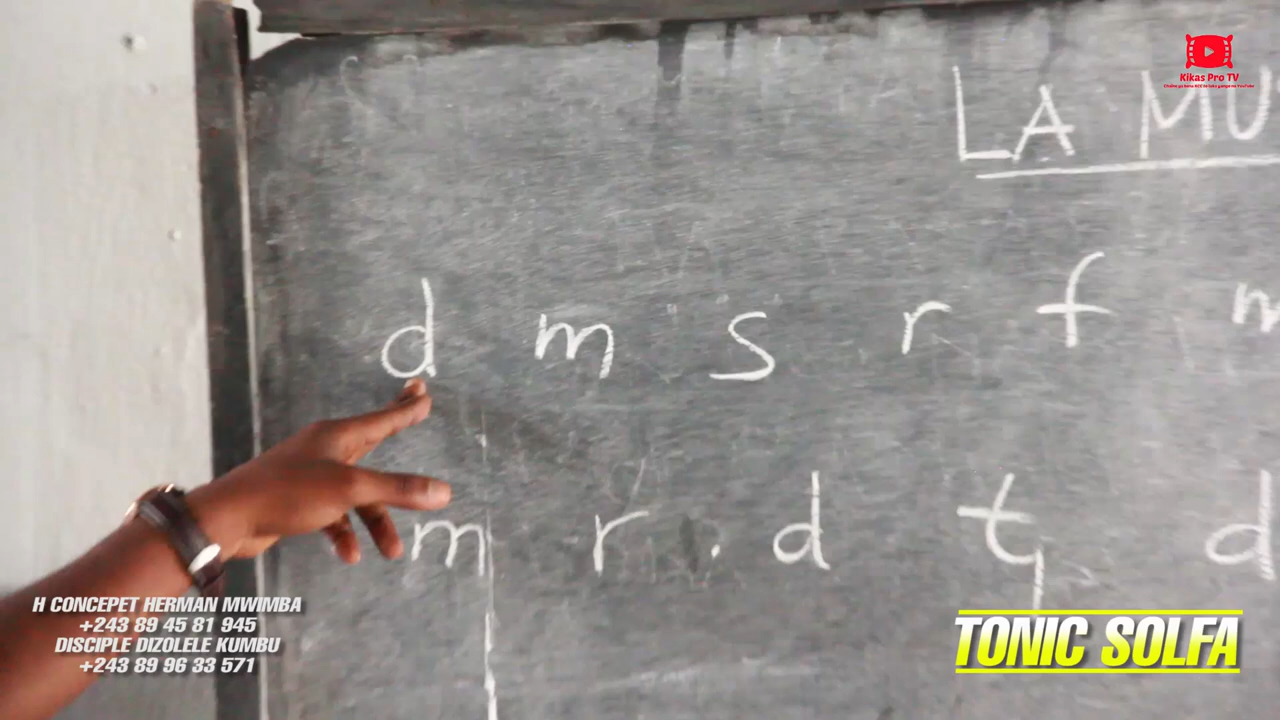 Kikas Pro TV
LA MU
d m s r f m
m r . d t, d
H CONCEPET HERMAN MWIMBA
+243 89 45 81 945
DISCIPLE DIZOLELE KUMBU
+243 89 96 33 571
TONIC SOLFA